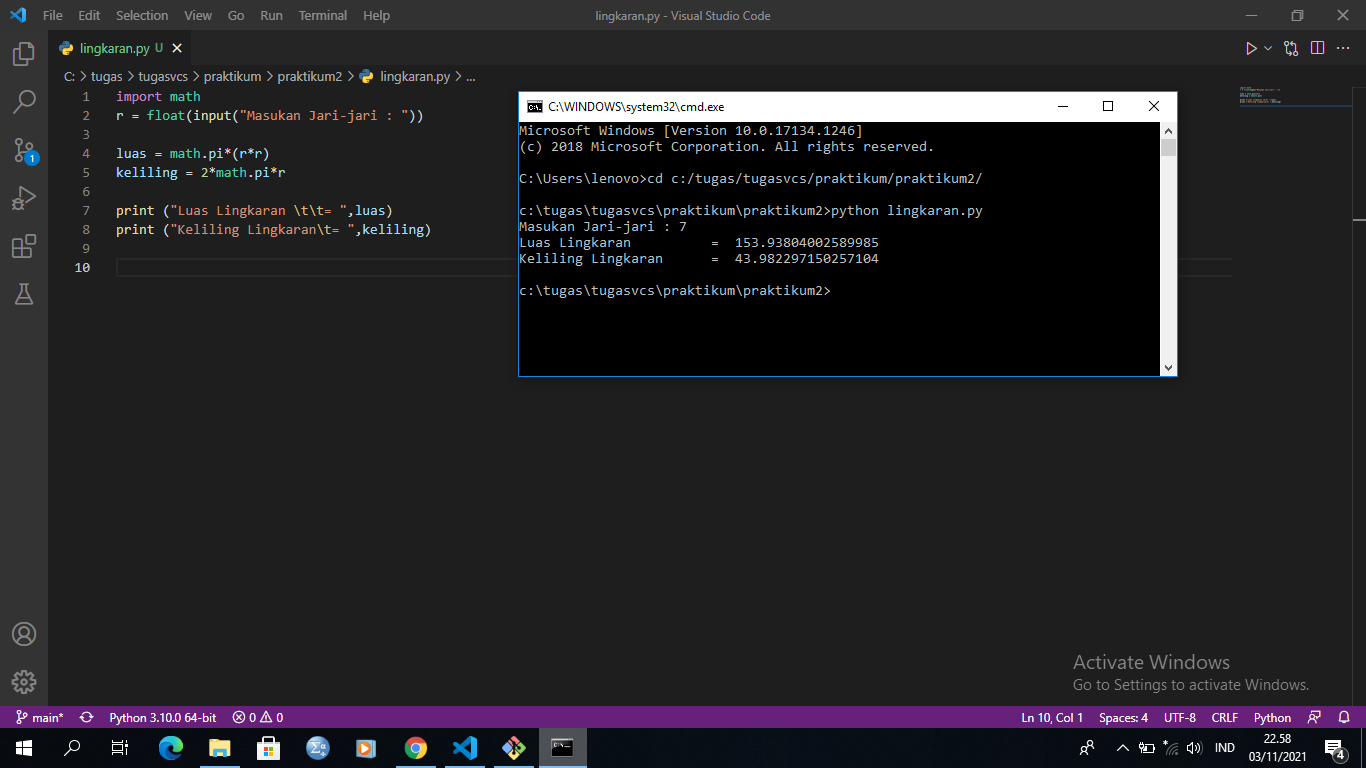 File Edit Selection View Go Run Terminal Help lingkaran.py - Visual Studio Code
lingkaran.py U
C: > tugas > tugasvcs > praktikum > praktikum2 > lingkaran.py > ...
1 import math
2 r = float(input("Masukan Jari-jari : "))
3
4 luas = math.pi*(r*r)
5 keliling = 2*math.pi*r
6
7 print ("Luas Lingkaran \t\t= ",luas)
8 print ("Keliling Lingkaran\t= ",keliling)
9
10
C:\WINDOWS\system32\cmd.exe
Microsoft Windows [Version 10.0.17134.1246]
(c) 2018 Microsoft Corporation. All rights reserved.
C:\Users\lenovo>cd c:/tugas/tugasvcs/praktikum/praktikum2/
c:\tugas\tugasvcs\praktikum\praktikum2>python lingkaran.py
Masukan Jari-jari : 7
Luas Lingkaran = 153.93804002589985
Keliling Lingkaran = 43.982297150257104
c:\tugas\tugasvcs\praktikum\praktikum2>
1
Activate Windows
Go to Settings to activate Windows.
main* Python 3.10.0 64-bit 0 0 Ln 10, Col 1 Spaces: 4 UTF-8 CRLF Python
IND
22.58
03/11/2021
4